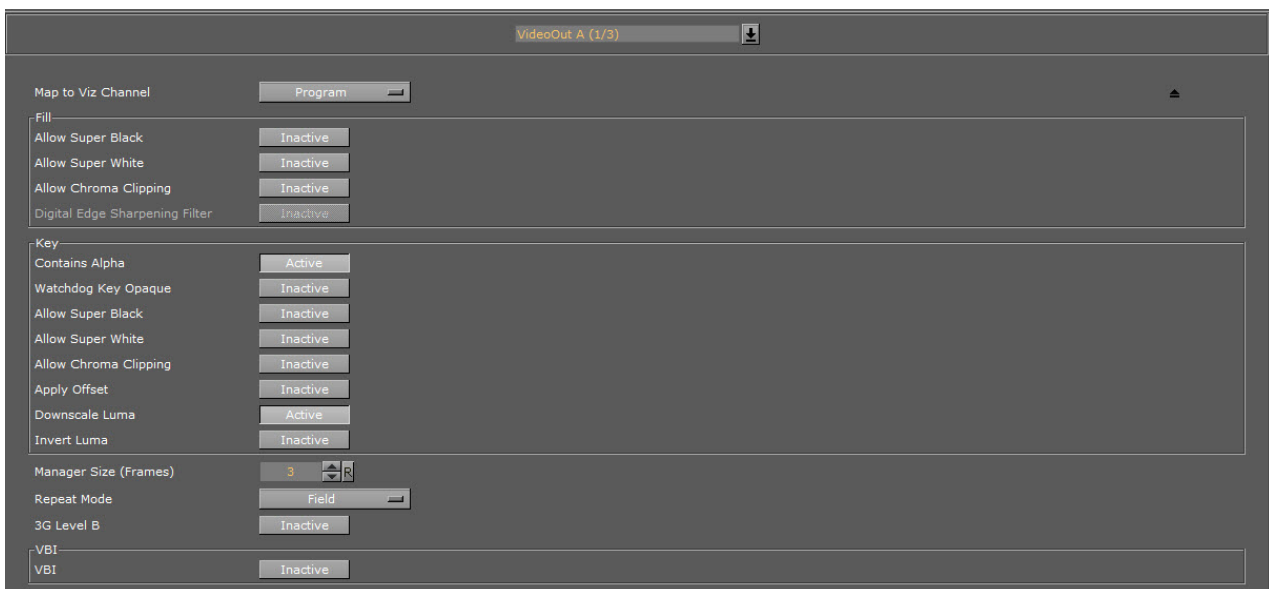 VideoOut A (1/3)
Map to Viz Channel Program
Fill
Allow Super Black Inactive
Allow Super White Inactive
Allow Chroma Clipping Inactive
Digital Edge Sharpening Filter Inactive
Key
Contains Alpha Active
Watchdog Key Opaque Inactive
Allow Super Black Inactive
Allow Super White Inactive
Allow Chroma Clipping Inactive
Apply Offset Inactive
Downscale Luma Active
Invert Luma Inactive
Manager Size (Frames) 3 R
Repeat Mode Field
3G Level B Inactive
VBI
VBI Inactive